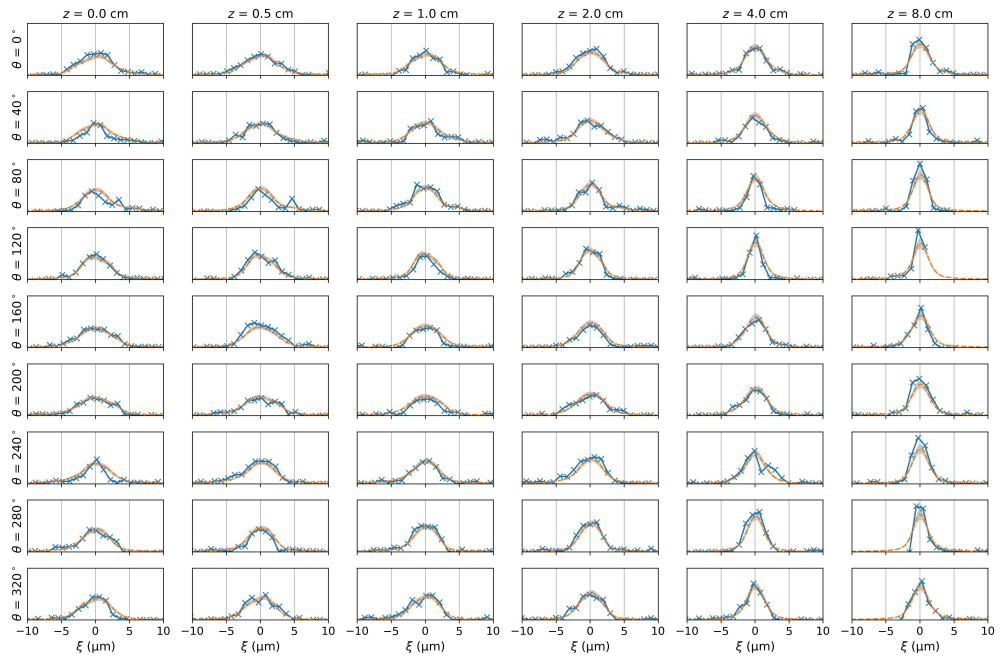 z = 0.0 cm z = 0.5 cm z = 1.0 cm z = 2.0 cm z = 4.0 cm z = 8.0 cm
θ = 0°
θ = 40°
θ = 80°
θ = 120°
θ = 160°
θ = 200°
θ = 240°
θ = 280°
θ = 320°
−10 −5 0 5 10 −10 −5 0 5 10 −10 −5 0 5 10 −10 −5 0 5 10 −10 −5 0 5 10 −10 −5 0 5 10
ξ (μm) ξ (μm) ξ (μm) ξ (μm) ξ (μm) ξ (μm)